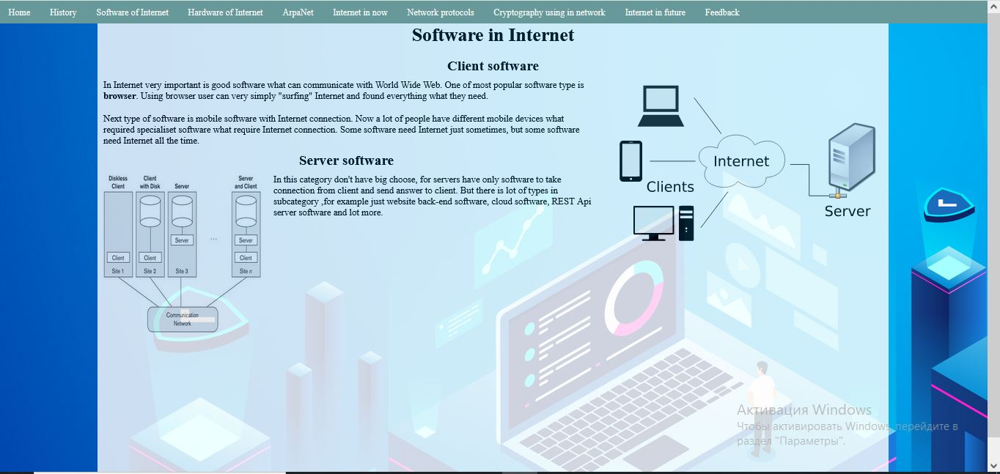 Home History Software of Internet Hardware of Internet ArpaNet Internet in now Network protocols Cryptography using in network Internet in future Feedback
Software in Internet
Client software
In Internet very important is good software what can communicate with World Wide Web. One of most popular software type is
browser. Using browser user can very simply "surfing" Internet and found everything what they need.
Next type of software is mobile software with Internet connection. Now a lot of people have different mobile devices what
required specialiset software what require Internet connection. Some software need Internet just sometimes, but some software
need Internet all the time.
Internet
Clients
Server
Server software
In this category don't have big choose, for servers have only software to take
connection from client and send answer to client. But there is lot of types in
subcategory ,for example just website back-end software, cloud software, REST Api
server software and lot more.
Diskless
Client
Client
with Disk
Server
Server
and Client
Server
...
Server
Client
Client
Client
Site 1
Site 2
Site 3
Site n
Communication
Network
Активация Windows
Чтобы активировать Windows, перейдите в
раздел "Параметры".